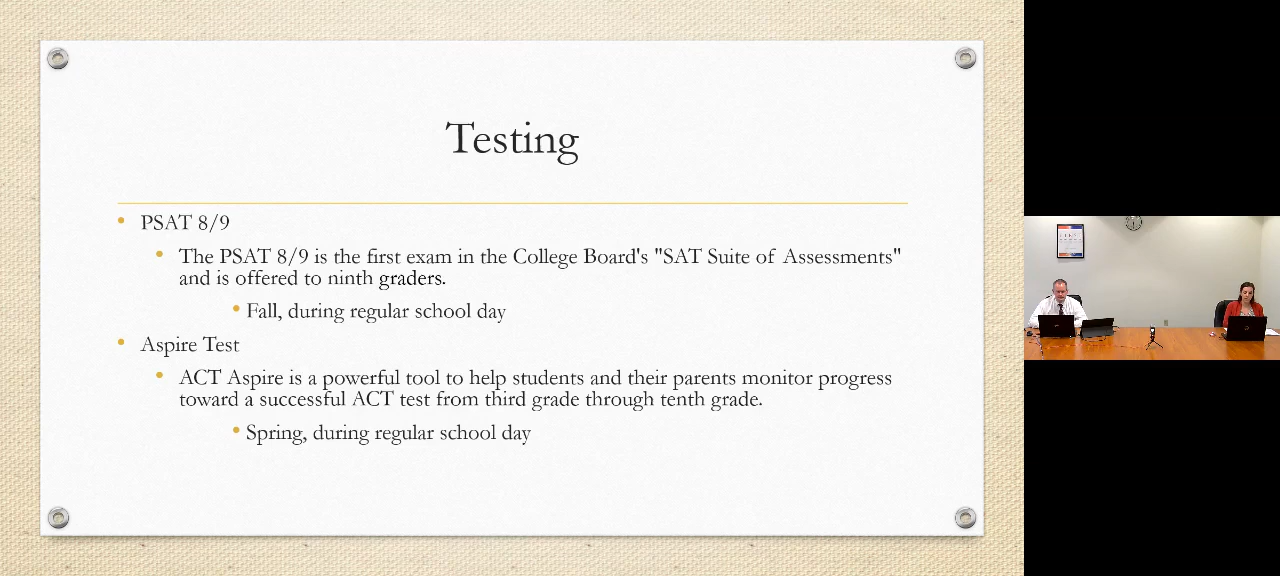 Testing
PSAT 8/9
The PSAT 8/9 is the first exam in the College Board's "SAT Suite of Assessments"
and is offered to ninth graders.
Fall, during regular school day
Aspire Test
ACT Aspire is a powerful tool to help students and their parents monitor progress
toward a successful ACT test from third grade through tenth grade.
Spring, during regular school day